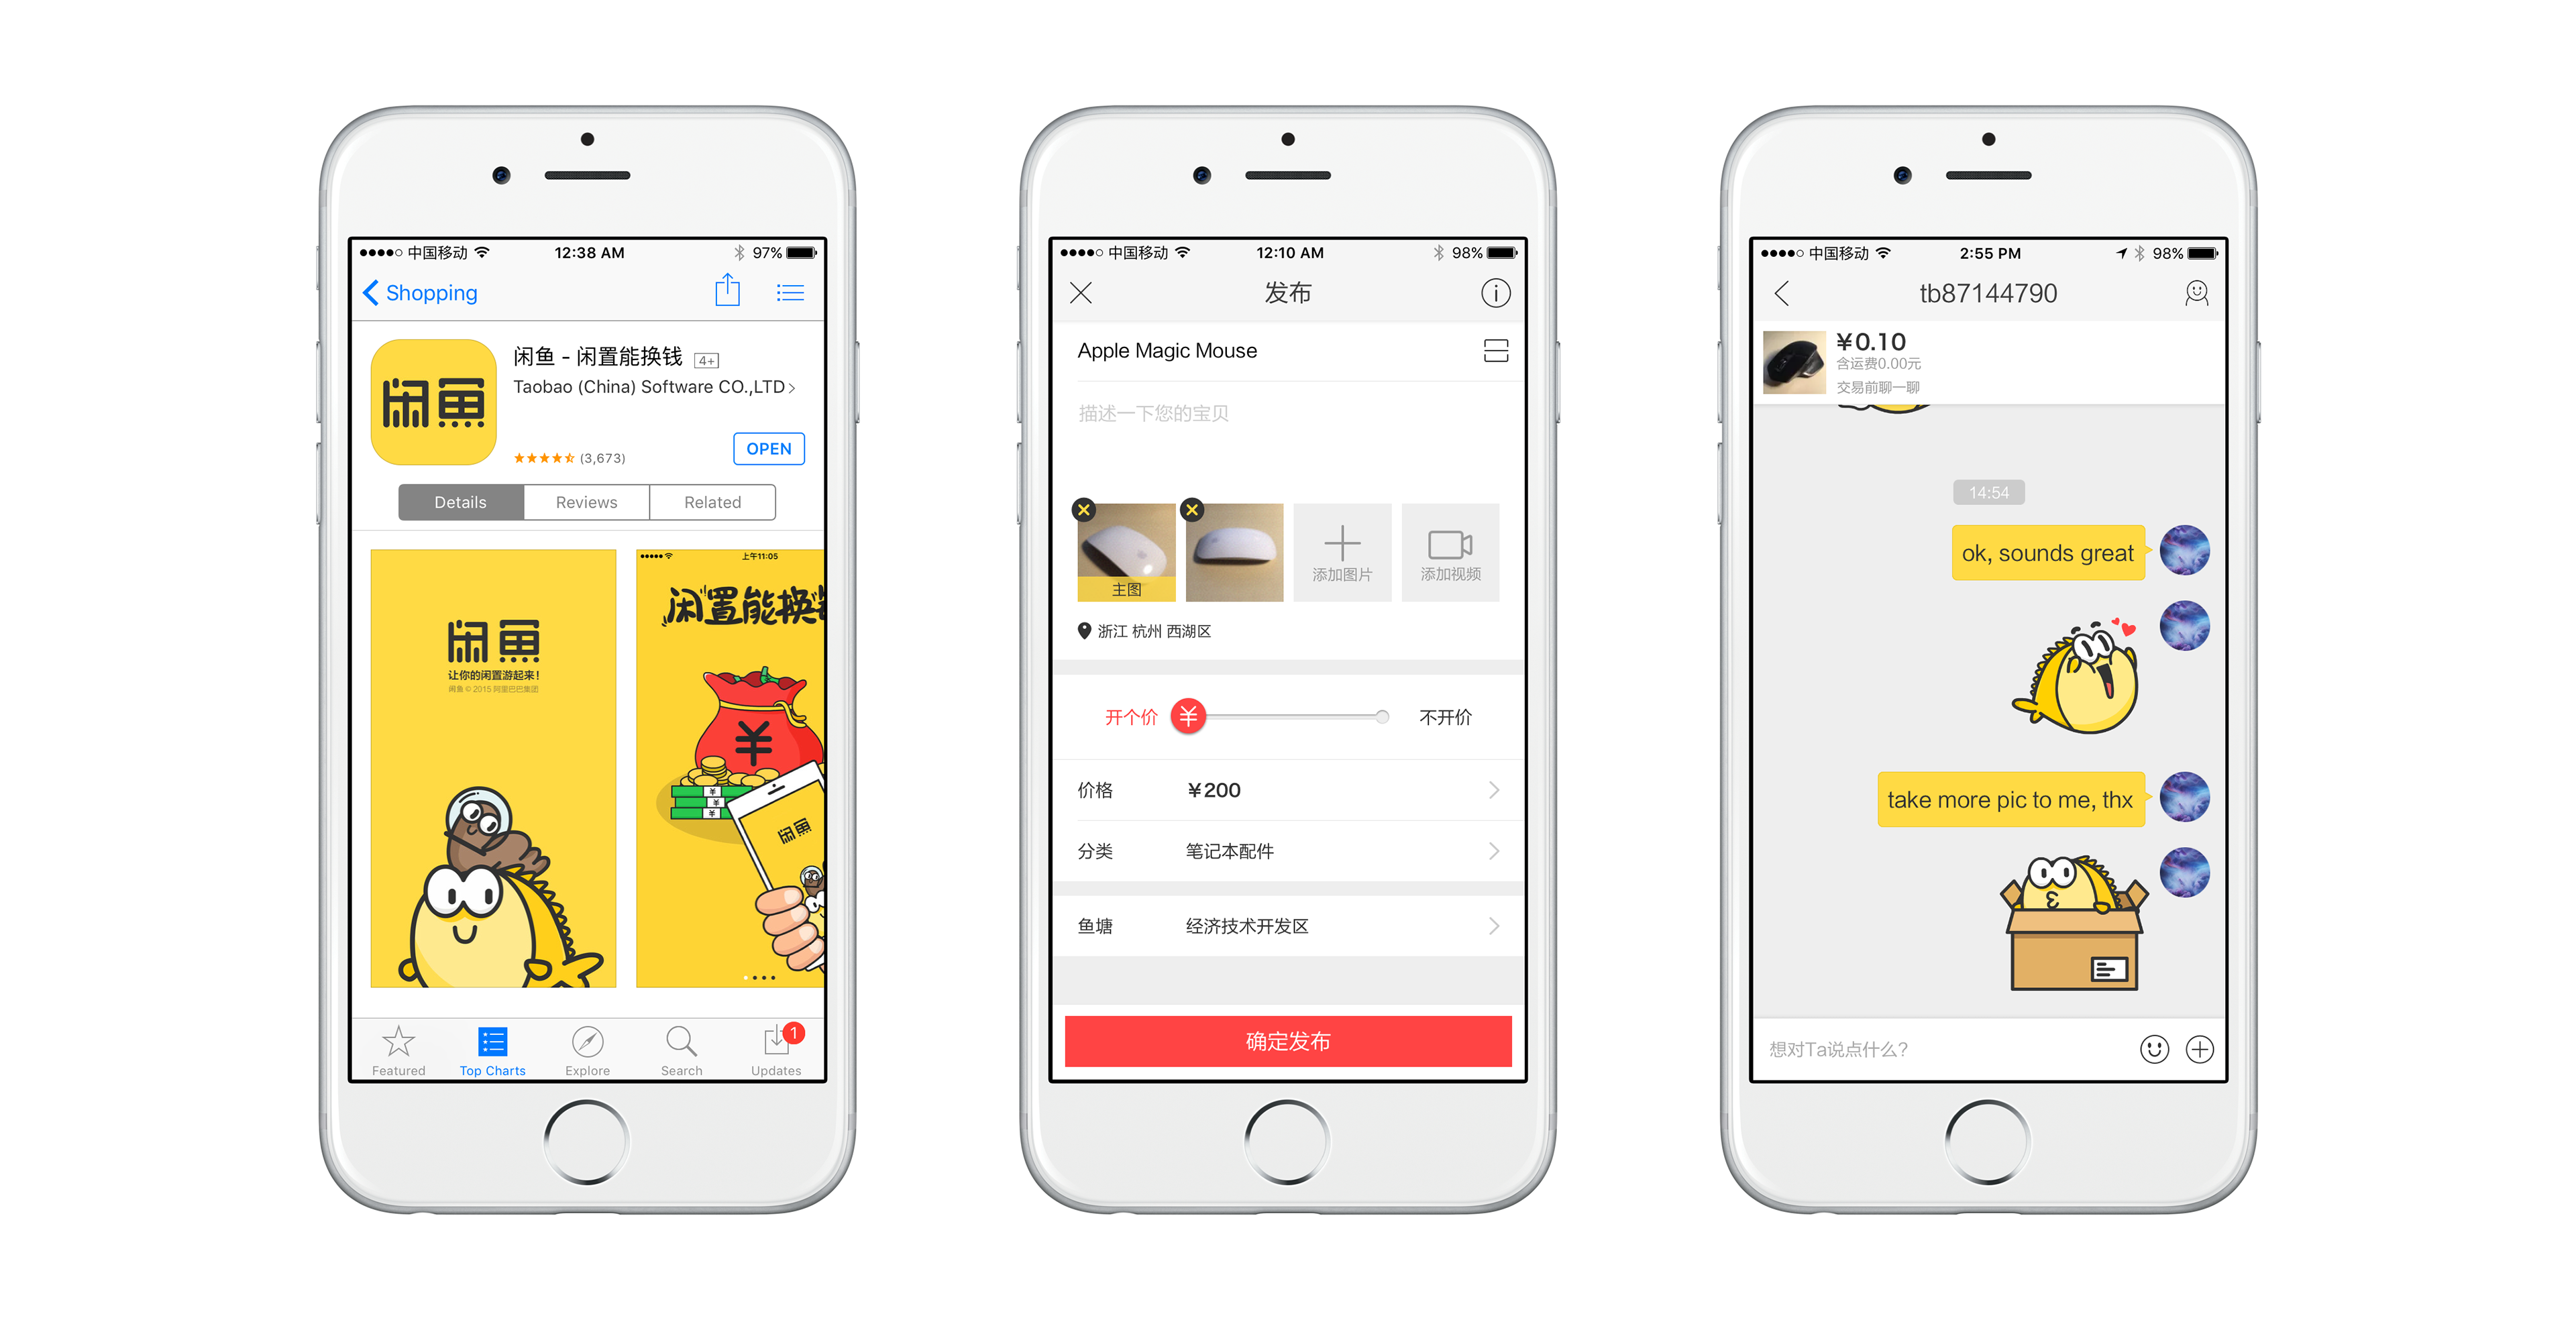 中国移动 12:38 AM 97%
Shopping
闲鱼
闲鱼 - 闲置能换钱 4+
Taobao (China) Software CO.,LTD
(3,673)
OPEN
Details Reviews Related
闲鱼
让你的闲置游起来!
闲鱼 © 2015 阿里巴巴集团
上午11:05
闲置能换钱
¥
闲鱼
Featured
Top Charts
Explore
Search
Updates
1
中国移动 12:10 AM 98%
发布
Apple Magic Mouse
描述一下您的宝贝
主图
添加图片
添加视频
浙江 杭州 西湖区
开个价 ¥ 不开价
价格 ¥200
分类 笔记本配件
鱼塘 经济技术开发区
确定发布
中国移动 2:55 PM 98%
tb87144790
¥0.10
含运费0.00元
交易前聊一聊
14:54
ok, sounds great
take more pic to me, thx
想对Ta说点什么?